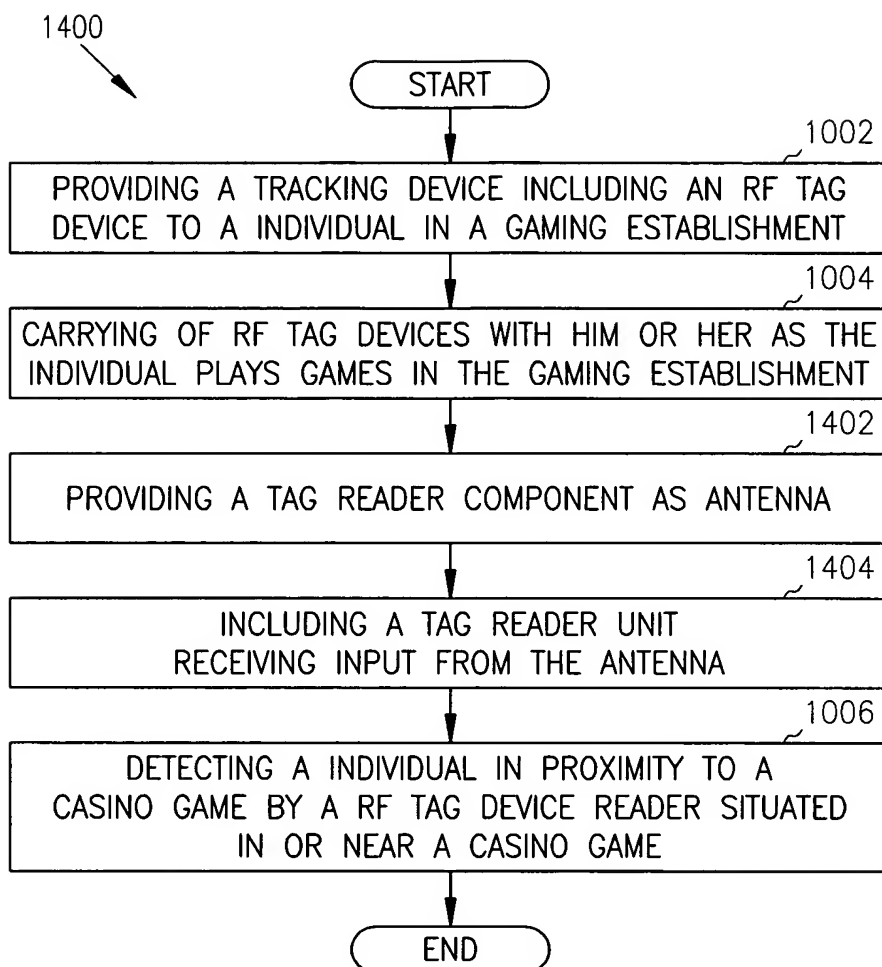 1400
START
1002
PROVIDING A TRACKING DEVICE INCLUDING AN RF TAG
DEVICE TO A INDIVIDUAL IN A GAMING ESTABLISHMENT
1004
CARRYING OF RF TAG DEVICES WITH HIM OR HER AS THE
INDIVIDUAL PLAYS GAMES IN THE GAMING ESTABLISHMENT
1402
PROVIDING A TAG READER COMPONENT AS ANTENNA
1404
INCLUDING A TAG READER UNIT
RECEIVING INPUT FROM THE ANTENNA
1006
DETECTING A INDIVIDUAL IN PROXIMITY TO A
CASINO GAME BY A RF TAG DEVICE READER SITUATED
IN OR NEAR A CASINO GAME
END